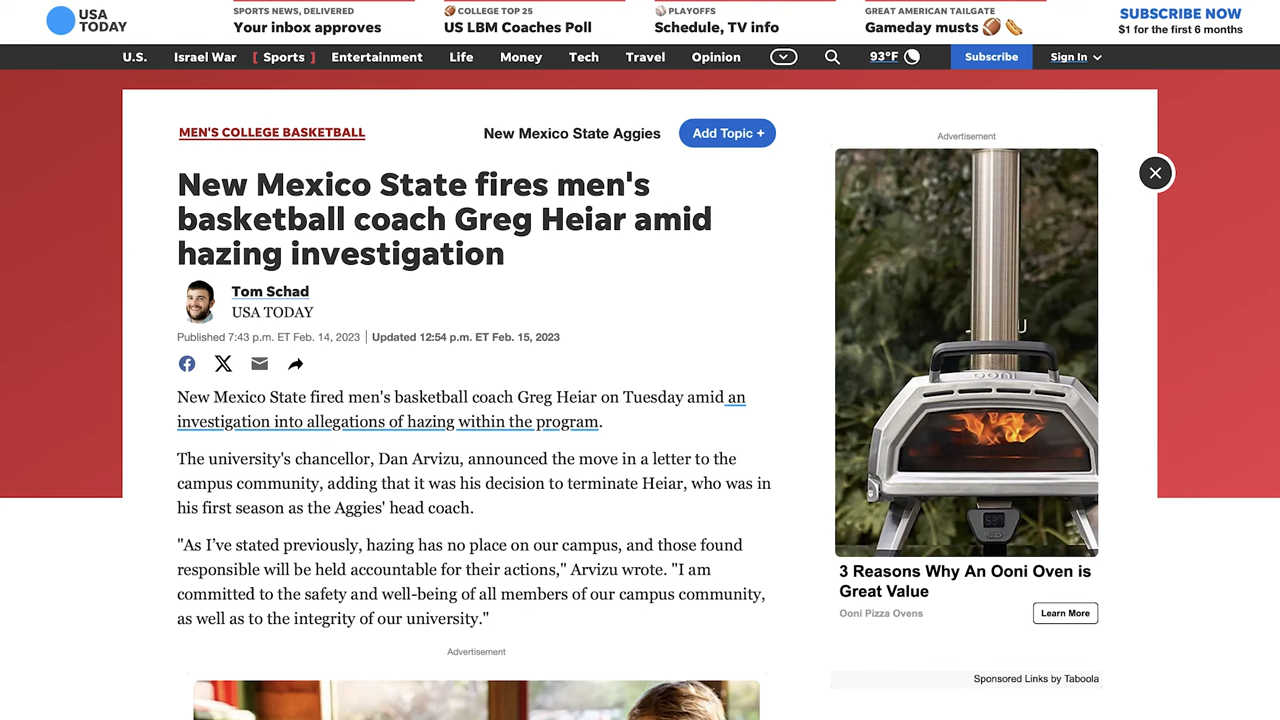 USA
TODAY
SPORTS NEWS, DELIVERED
Your inbox approves
COLLEGE TOP 25
US LBM Coaches Poll
PLAYOFFS
Schedule, TV info
GREAT AMERICAN TAILGATE
Gameday musts
SUBSCRIBE NOW
$1 for the first 6 months
U.S. Israel War [ Sports ] Entertainment Life Money Tech Travel Opinion 93°F Subscribe Sign In
MEN'S COLLEGE BASKETBALL
New Mexico State Aggies Add Topic +
New Mexico State fires men's
basketball coach Greg Heiar amid
hazing investigation
Tom Schad
USA TODAY
Published 7:43 p.m. ET Feb. 14, 2023 | Updated 12:54 p.m. ET Feb. 15, 2023
New Mexico State fired men's basketball coach Greg Heiar on Tuesday amid an
investigation into allegations of hazing within the program.
The university's chancellor, Dan Arvizu, announced the move in a letter to the
campus community, adding that it was his decision to terminate Heiar, who was in
his first season as the Aggies' head coach.
"As I’ve stated previously, hazing has no place on our campus, and those found
responsible will be held accountable for their actions," Arvizu wrote. "I am
committed to the safety and well-being of all members of our campus community,
as well as to the integrity of our university."
Advertisement
Advertisement
ooni
3 Reasons Why An Ooni Oven is
Great Value
Ooni Pizza Ovens
Learn More
Sponsored Links by Taboola